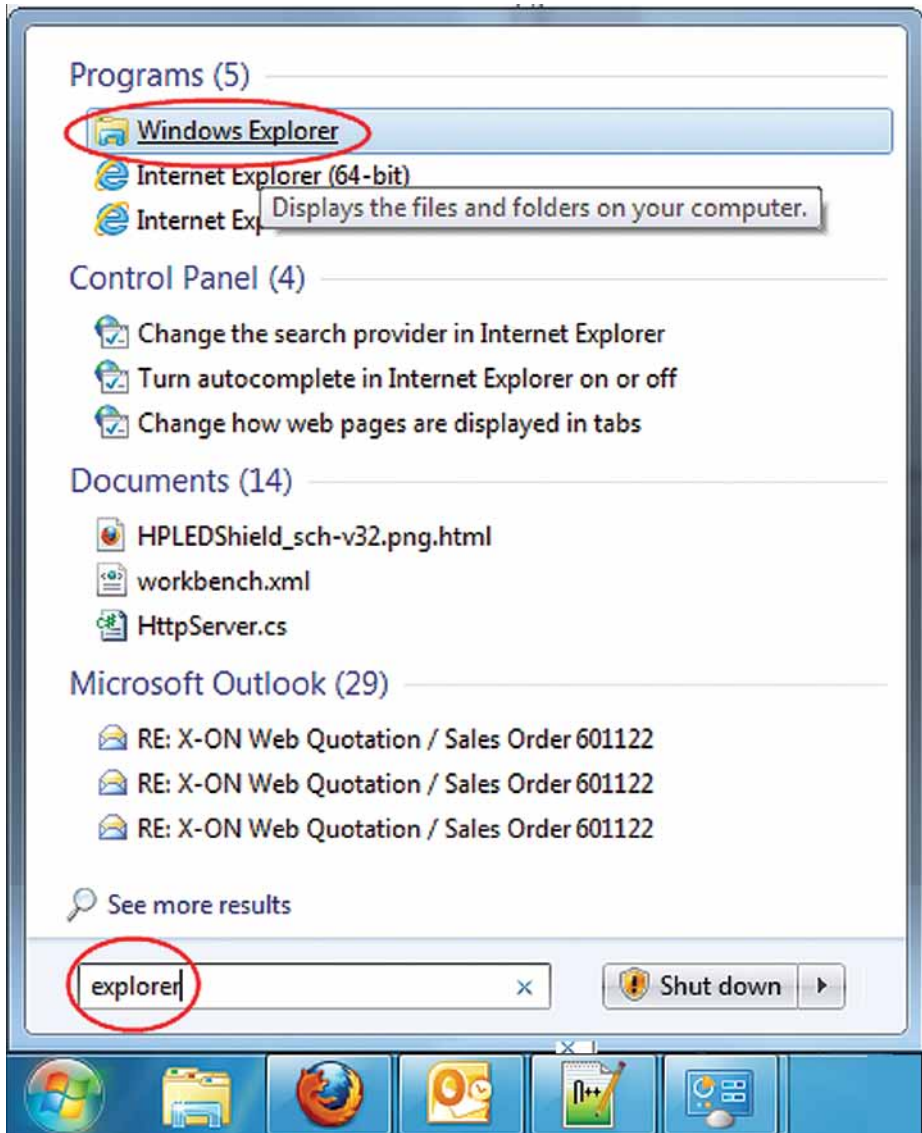 Programs (5)
Windows Explorer
Internet Explorer (64-bit)
Internet Exp
Displays the files and folders on your computer.
Control Panel (4)
Change the search provider in Internet Explorer
Turn autocomplete in Internet Explorer on or off
Change how web pages are displayed in tabs
Documents (14)
HPLEDShield_sch-v32.png.html
workbench.xml
HttpServer.cs
Microsoft Outlook (29)
RE: X-ON Web Quotation / Sales Order 601122
RE: X-ON Web Quotation / Sales Order 601122
RE: X-ON Web Quotation / Sales Order 601122
See more results
explorer
Shut down